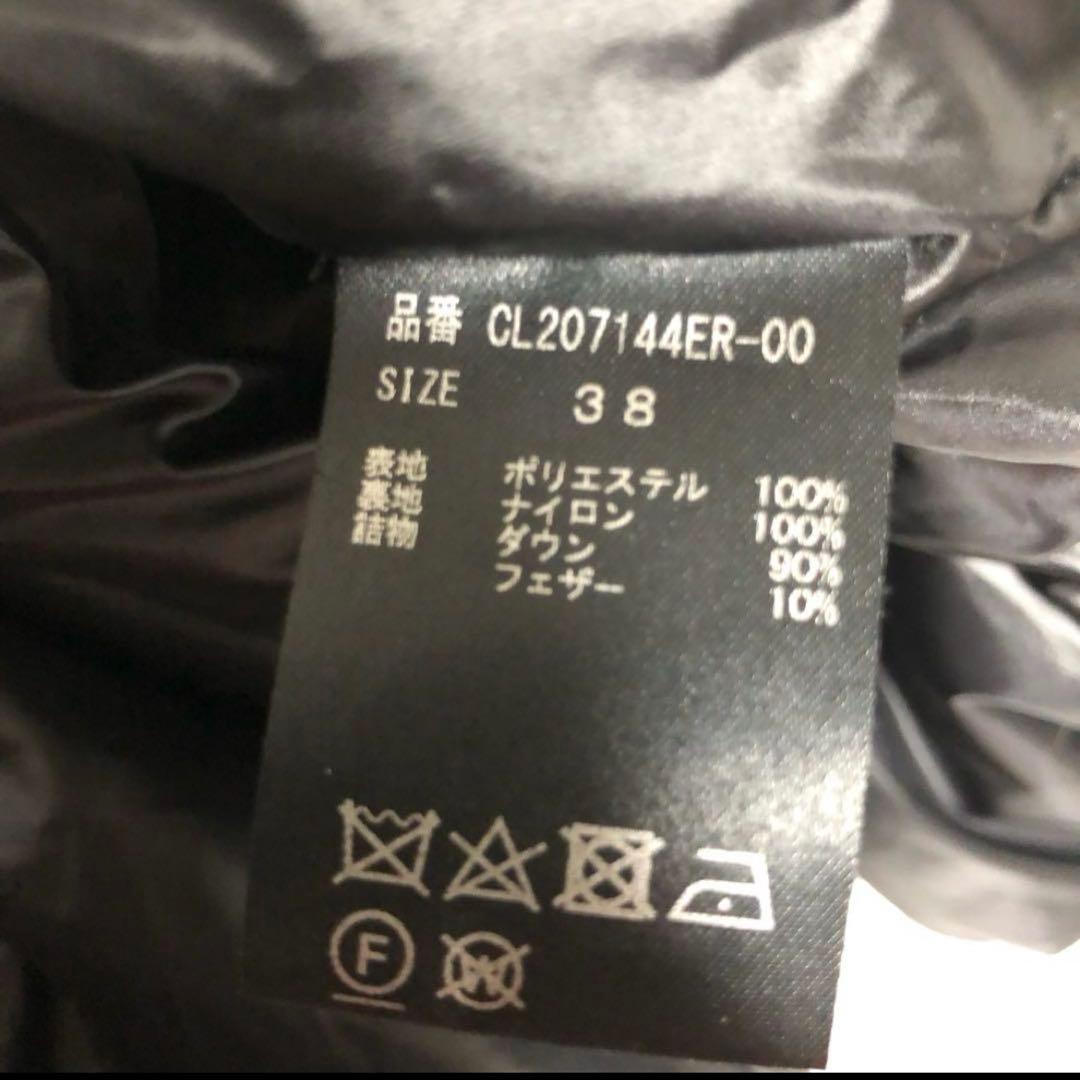 品番 CL207144ER-00
SIZE 38
表地 ポリエステル 100%
裏地 ナイロン 100%
詰物 ダウン 90%
フェザー 10%
F W